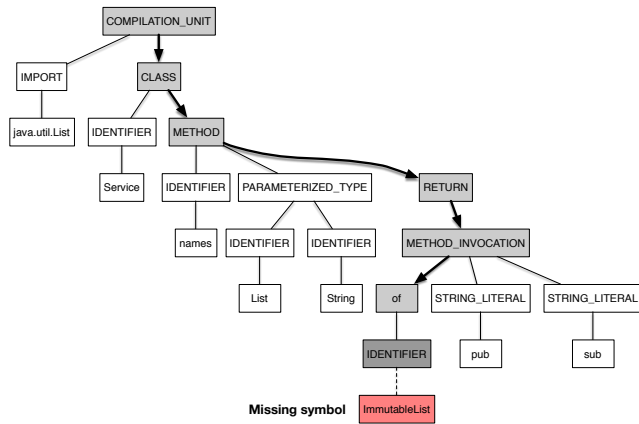 COMPILATION_UNIT
IMPORT
CLASS
java.util.List
IDENTIFIER
METHOD
Service
IDENTIFIER
PARAMETERIZED_TYPE
RETURN
names
IDENTIFIER
IDENTIFIER
METHOD_INVOCATION
List
String
of
STRING_LITERAL
STRING_LITERAL
IDENTIFIER
pub
sub
Missing symbol
ImmutableList